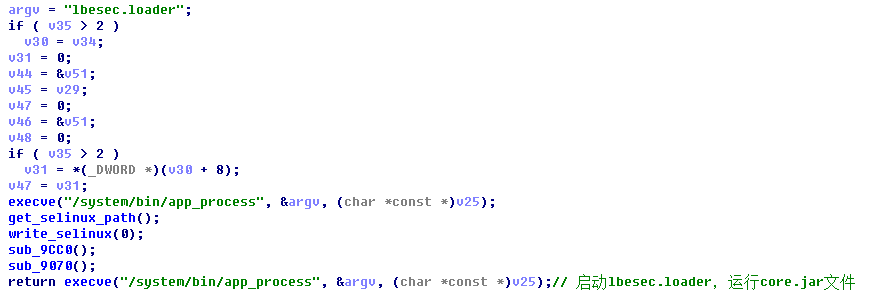 argv = "lbesec.loader";
if ( v35 > 2 )
v30 = v34;
v31 = 0;
v44 = &v51;
v45 = v29;
v47 = 0;
v46 = &v51;
v48 = 0;
if ( v35 > 2 )
v31 = *(_DWORD *)(v30 + 8);
v47 = v31;
execve("/system/bin/app_process", &argv, (char *const *)v25);
get_selinux_path();
write_selinux(0);
sub_9CC0();
sub_9070();
return execve("/system/bin/app_process", &argv, (char *const *)v25);// 启动lbesec.loader，运行core.jar文件